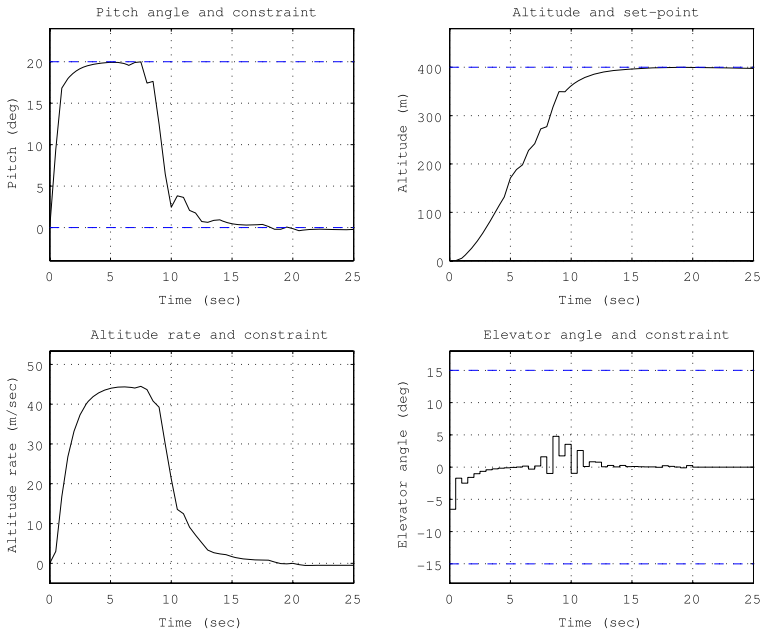 Pitch angle and constraint
Pitch (deg)
20
15
10
5
0
0 5 10 15 20 25
Time (sec)
Altitude and set-point
Altitude (m)
400
300
200
100
0
0 5 10 15 20 25
Time (sec)
Altitude rate and constraint
Altitude rate (m/sec)
50
40
30
20
10
0
0 5 10 15 20 25
Time (sec)
Elevator angle and constraint
Elevator angle (deg)
15
10
5
0
-5
-10
-15
0 5 10 15 20 25
Time (sec)